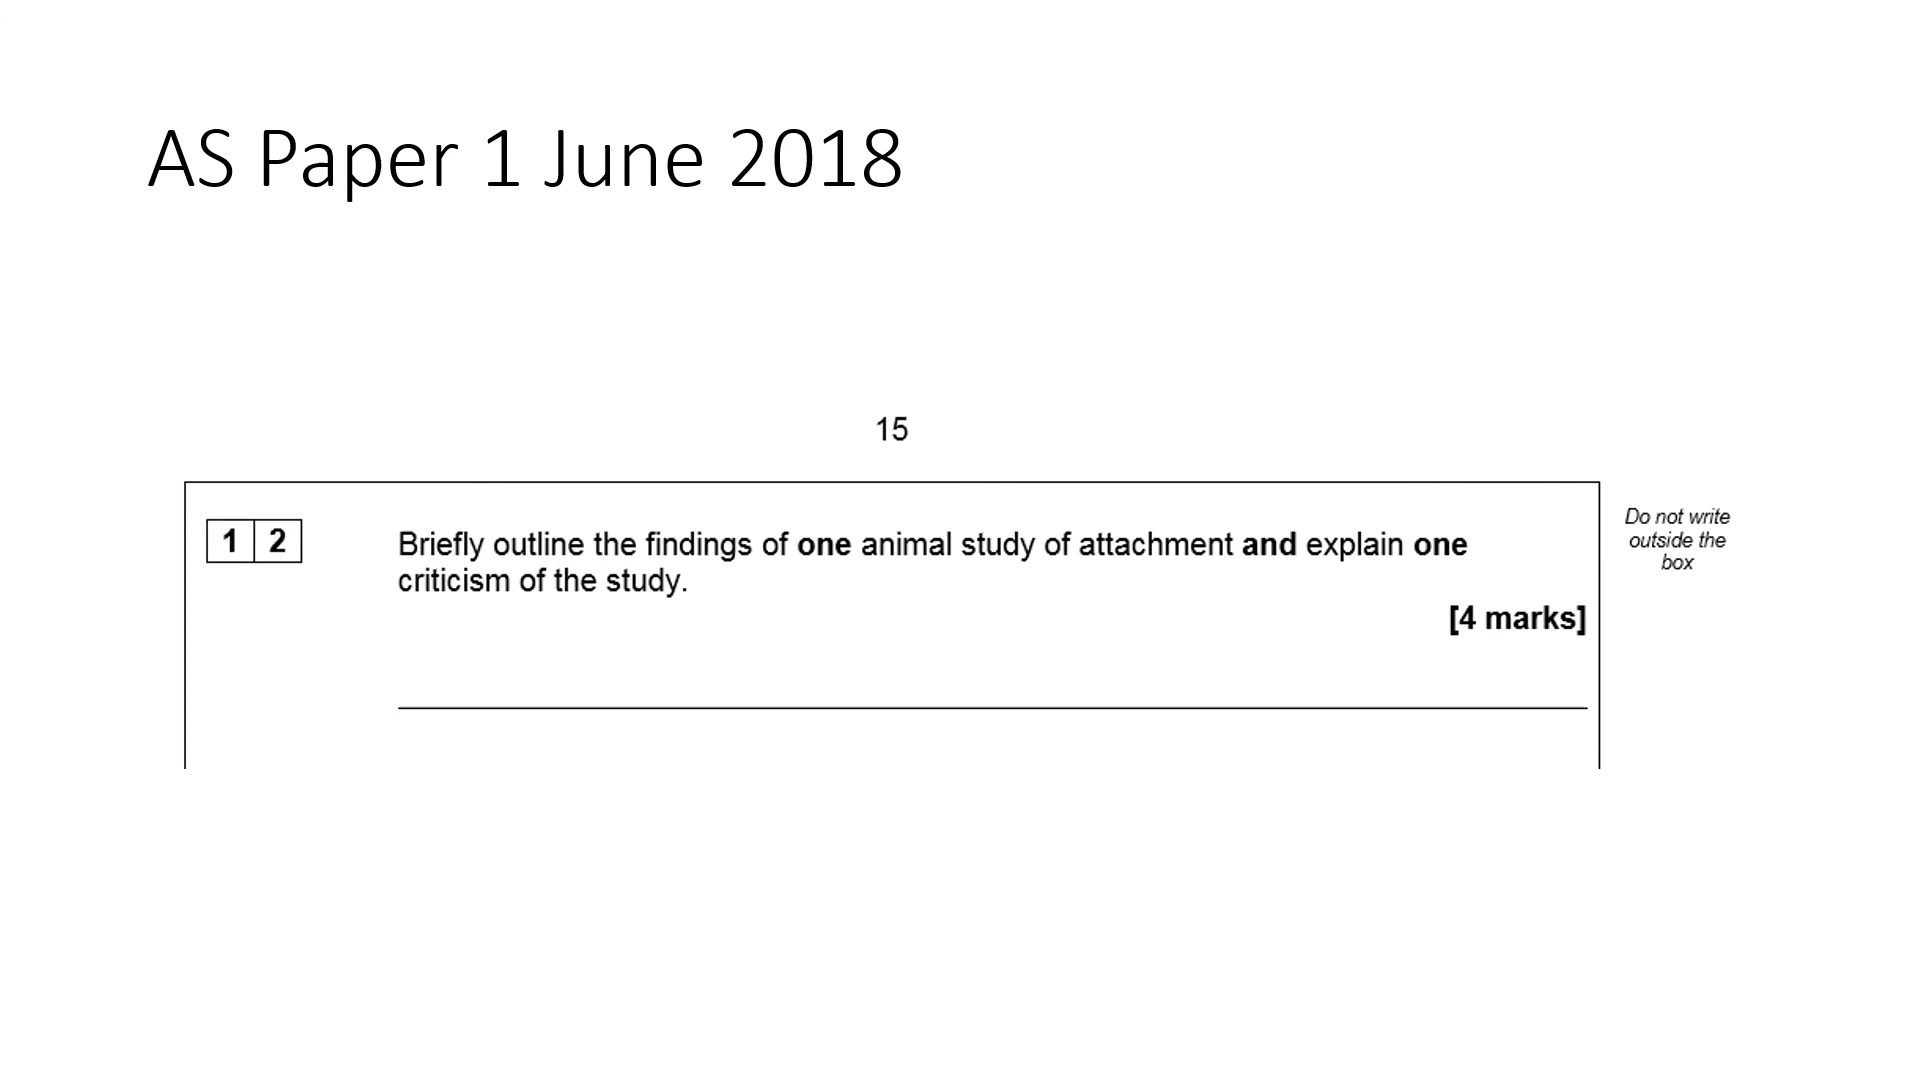 AS Paper 1 June 2018
15
1 2
Briefly outline the findings of one animal study of attachment and explain one
criticism of the study.
[4 marks]
Do not write
outside the
box